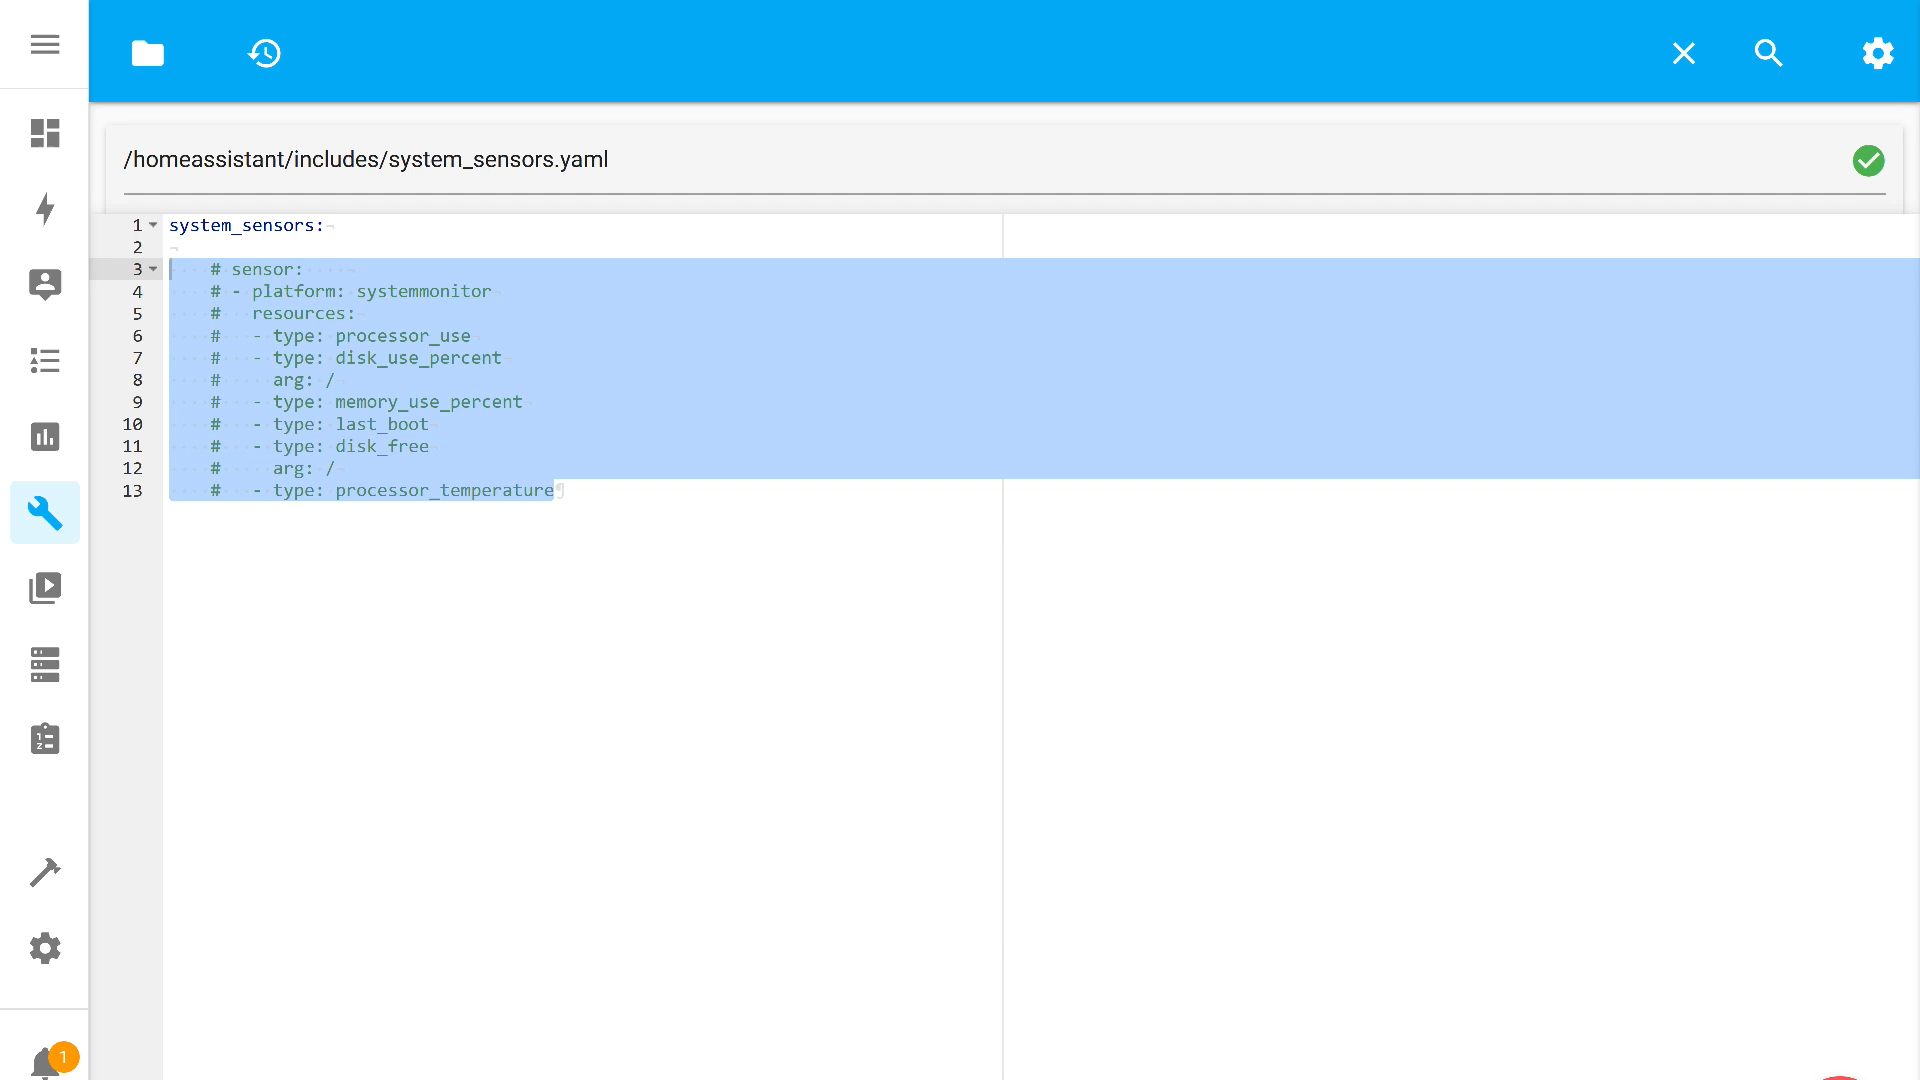 /homeassistant/includes/system_sensors.yaml
1 system_sensors:
2
3 # sensor:
4 # - platform: systemmonitor
5 #   resources:
6 #   - type: processor_use
7 #   - type: disk_use_percent
8 #     arg: /
9 #   - type: memory_use_percent
10 #   - type: last_boot
11 #   - type: disk_free
12 #     arg: /
13 #   - type: processor_temperature
1